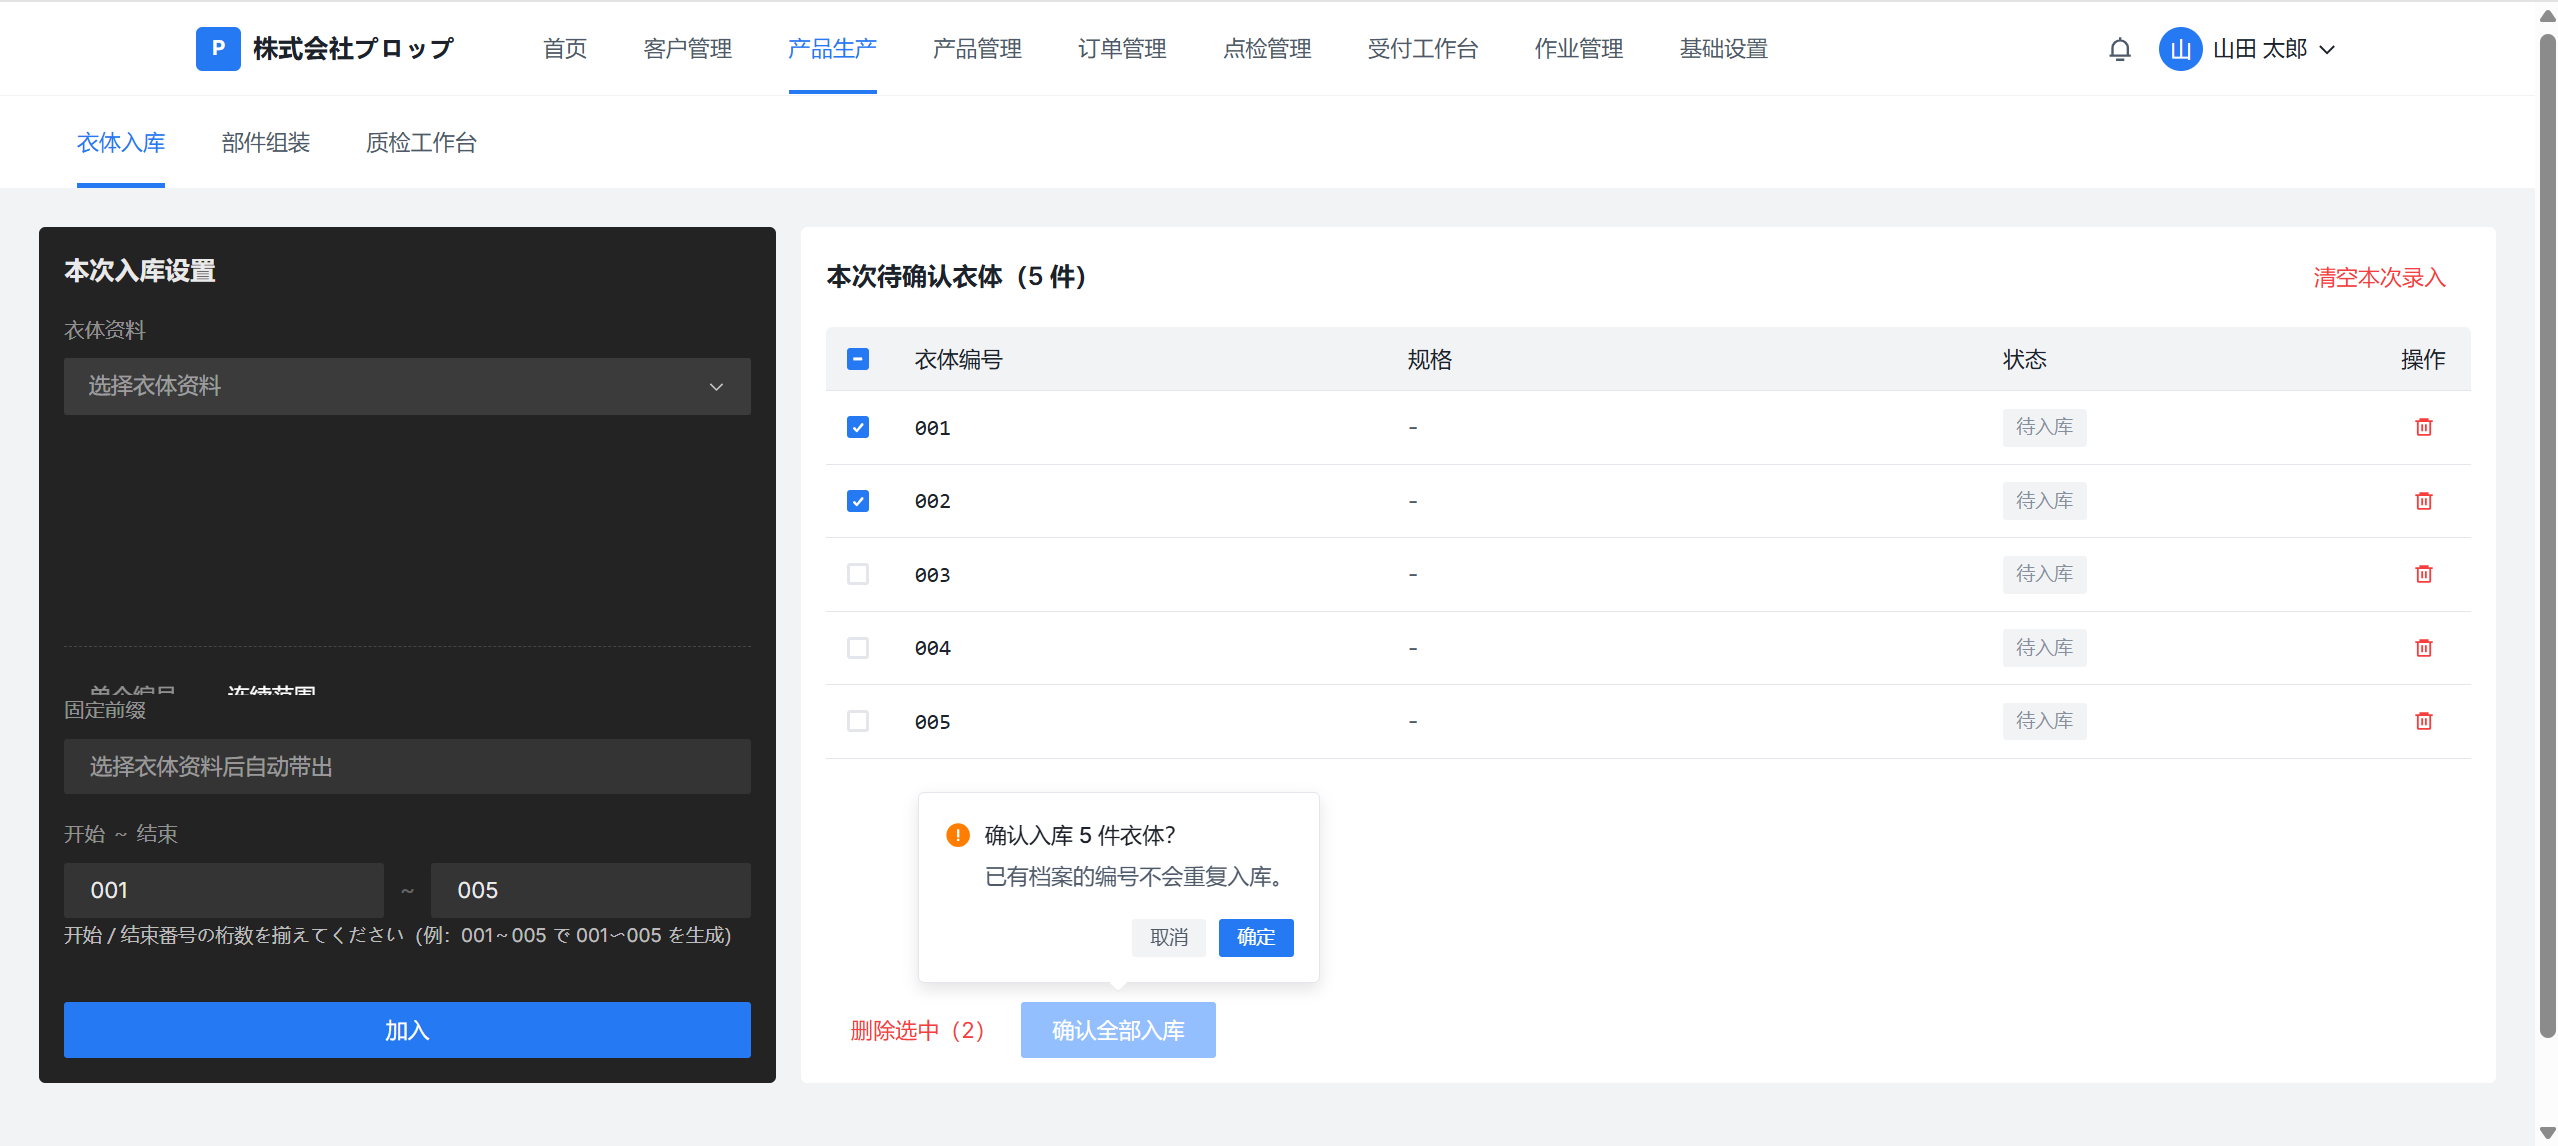 P 株式会社プロップ 首页 客户管理 产品生产 产品管理 订单管理 点检管理 受付工作台 作业管理 基础设置 山 山田 太郎
衣体入库 部件组装 质检工作台
本次入库设置
衣体资料
选择衣体资料
单个编号 连续范围
固定前缀
选择衣体资料后自动带出
开始 ~ 结束
001 ~ 005
开始 / 结束番号の桁数を揃えてください（例：001~005 で 001〜005 を生成）
加入
本次待确认衣体（5 件） 清空本次录入
衣体编号 规格 状态 操作
001 - 待入库
002 - 待入库
003 - 待入库
004 - 待入库
005 - 待入库
确认入库 5 件衣体？
已有档案的编号不会重复入库。
取消 确定
删除选中（2） 确认全部入库